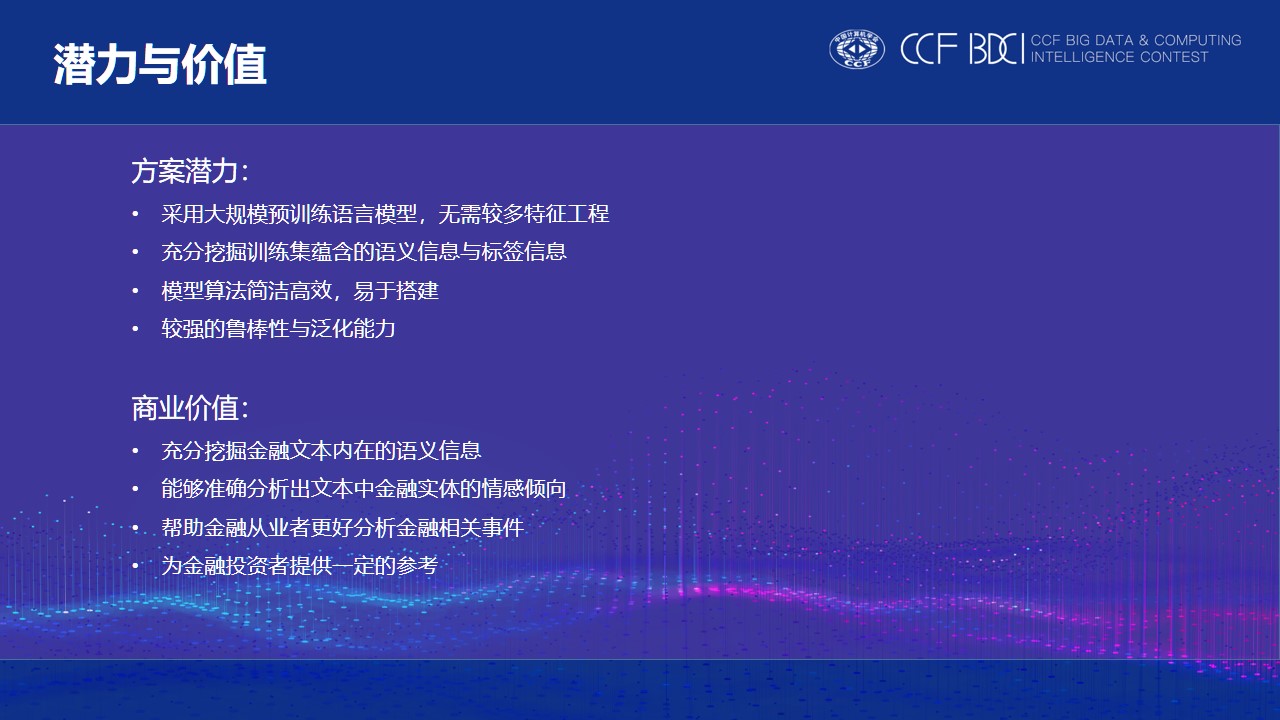 潜力与价值
中国计算机学会
CCF
CCF BDCI
CCF BIG DATA & COMPUTING
INTELLIGENCE CONTEST
方案潜力：
• 采用大规模预训练语言模型，无需较多特征工程
• 充分挖掘训练集蕴含的语义信息与标签信息
• 模型算法简洁高效，易于搭建
• 较强的鲁棒性与泛化能力
商业价值：
• 充分挖掘金融文本内在的语义信息
• 能够准确分析出文本中金融实体的情感倾向
• 帮助金融从业者更好分析金融相关事件
• 为金融投资者提供一定的参考